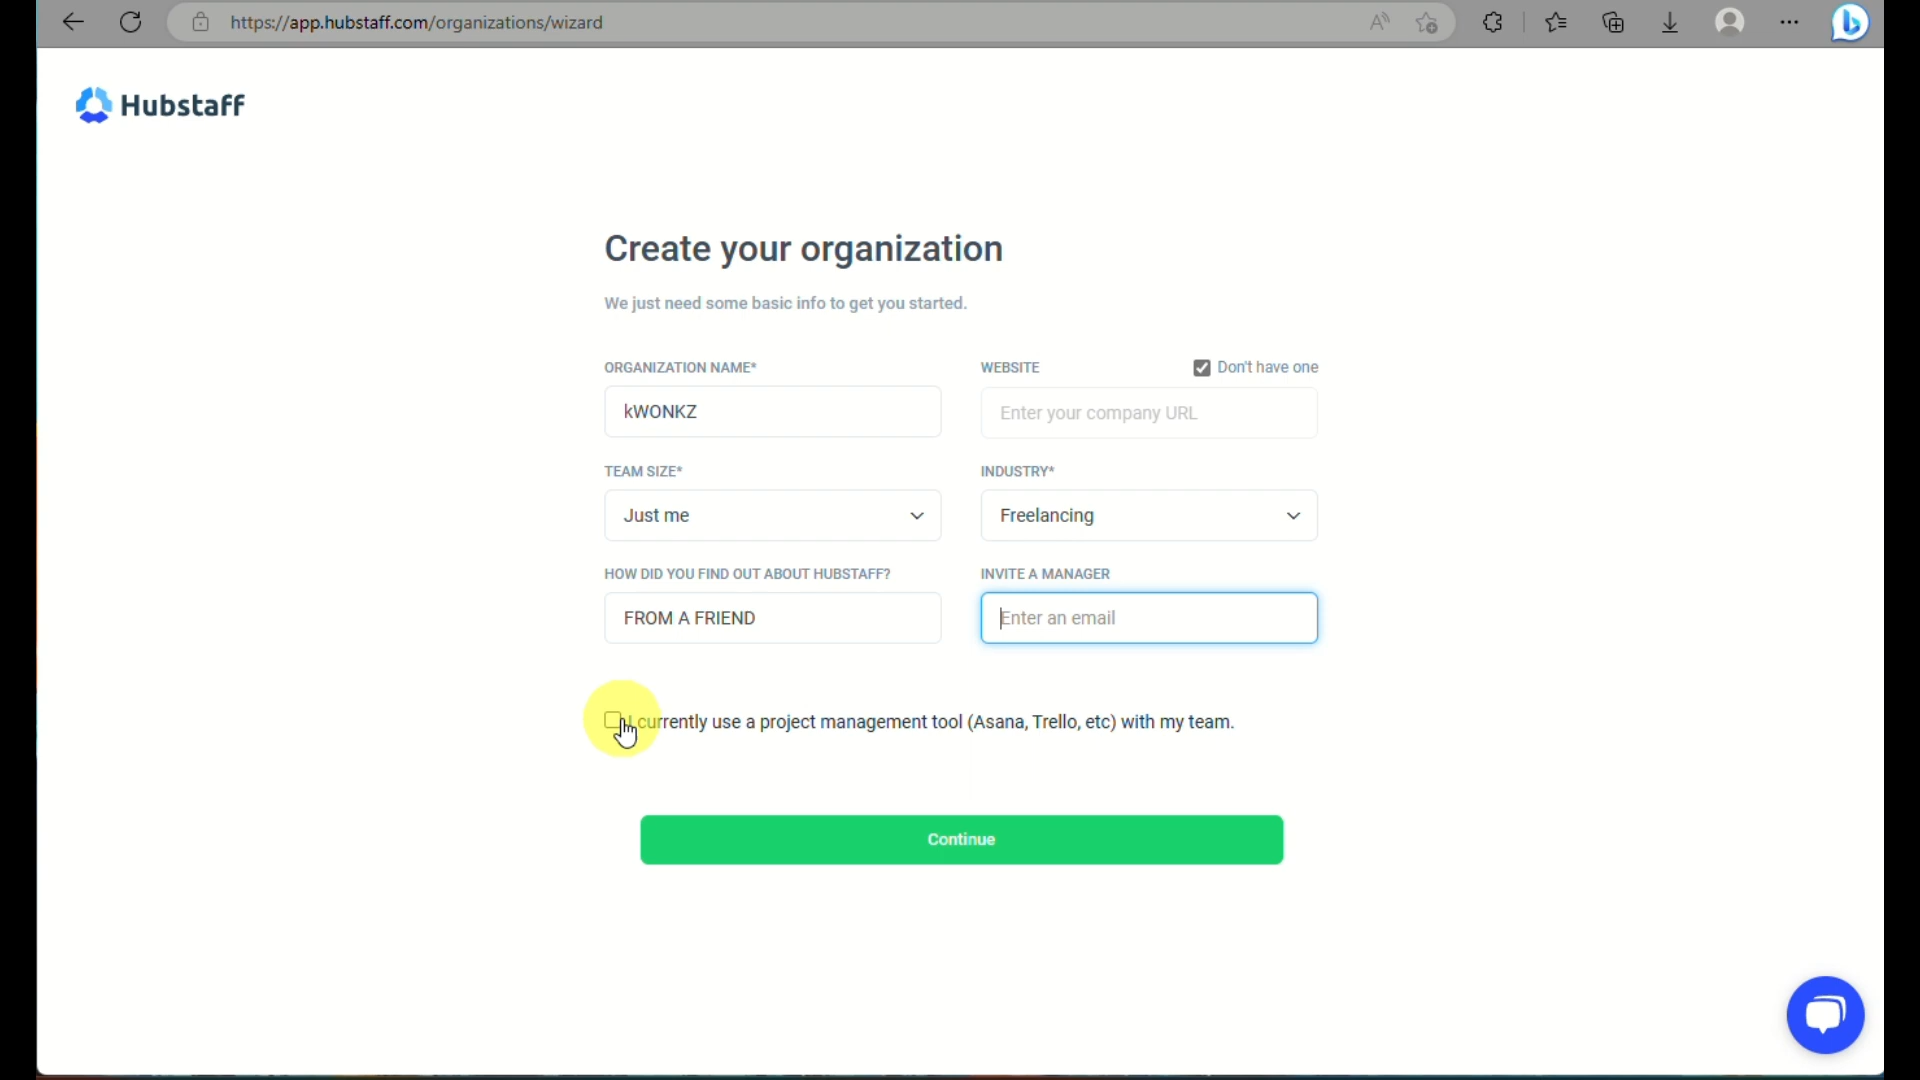 https://app.hubstaff.com/organizations/wizard
Hubstaff
Create your organization
We just need some basic info to get you started.
ORGANIZATION NAME*
WEBSITE
Don't have one
kWONKZ
Enter your company URL
TEAM SIZE*
INDUSTRY*
Just me
Freelancing
HOW DID YOU FIND OUT ABOUT HUBSTAFF?
INVITE A MANAGER
FROM A FRIEND
Enter an email
I currently use a project management tool (Asana, Trello, etc) with my team.
Continue